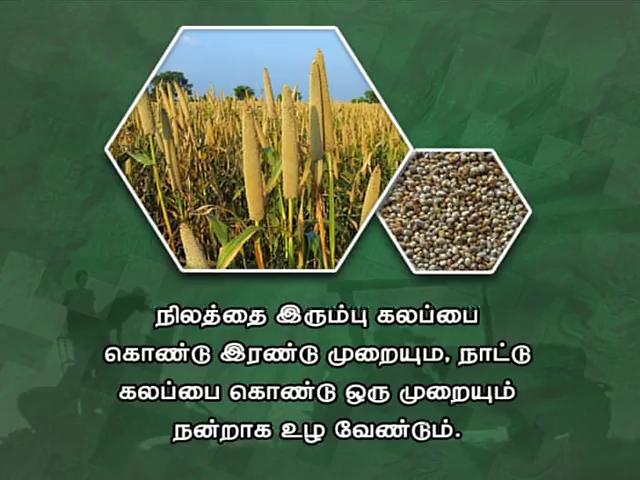 நிலத்தை இரும்பு கலப்பை
கொண்டு இரண்டு முறையும, நாட்டு
கலப்பை கொண்டு ஒரு முறையும்
நன்றாக உழ வேண்டும்.